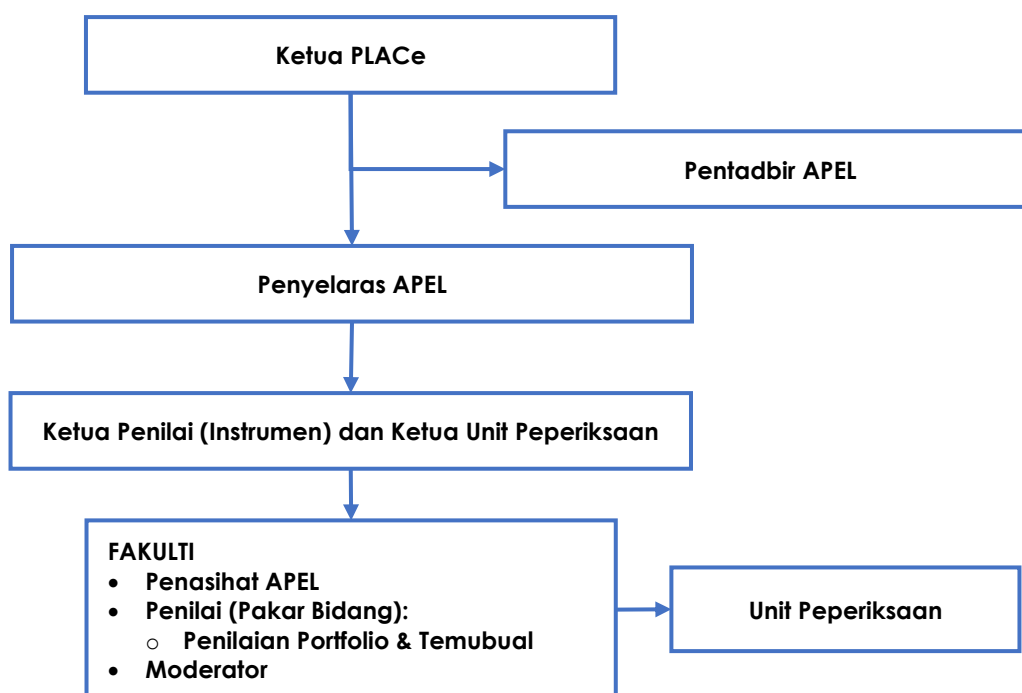 Ketua PLACe
Pentadbir APEL
Penyelaras APEL
Ketua Penilai (Instrumen) dan Ketua Unit Peperiksaan
FAKULTI
• Penasihat APEL
• Penilai (Pakar Bidang):
o Penilaian Portfolio & Temubual
• Moderator
Unit Peperiksaan